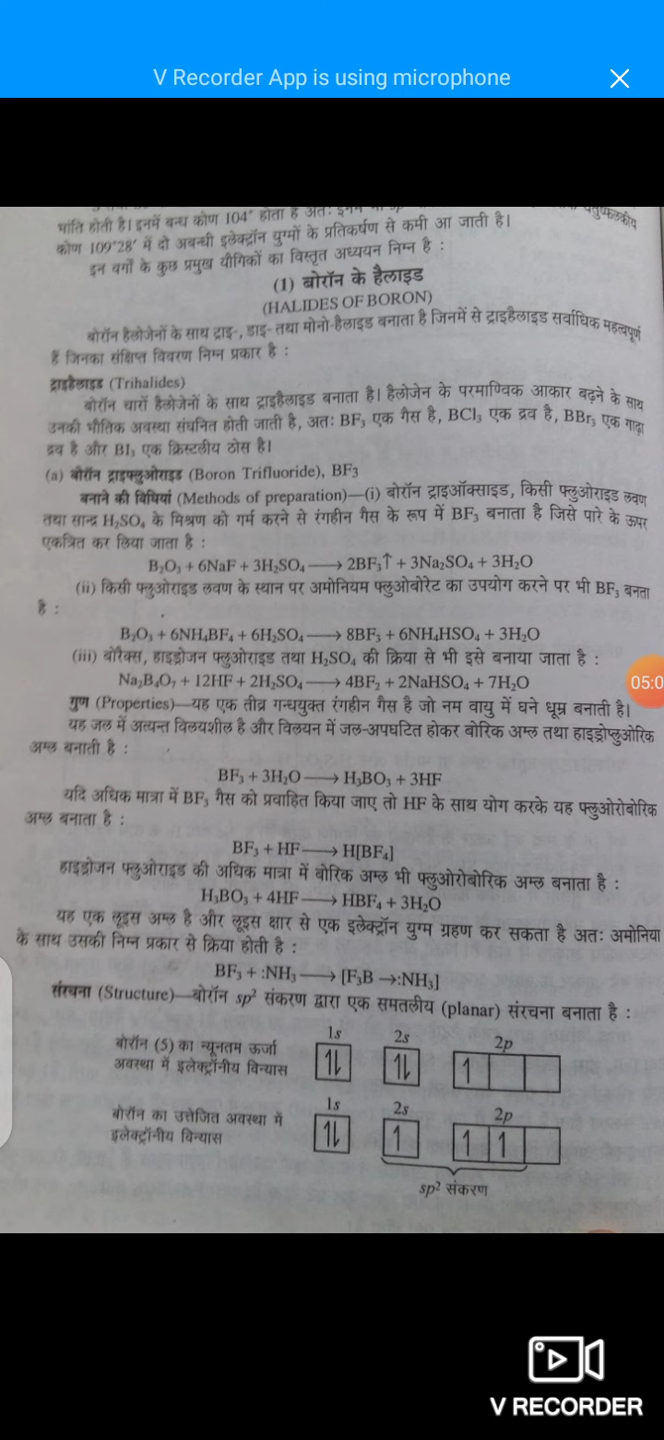 V Recorder App is using microphone
भांति होती है। इनमें बन्ध कोण 104° होता है अतः इनमें
कोण 109°28′ में दो अबन्धी इलेक्ट्रॉन युग्मों के प्रतिकर्षण से कमी आ जाती है।
इन वर्गों के कुछ प्रमुख यौगिकों का विस्तृत अध्ययन निम्न है :
(1) बोरॉन के हैलाइड
(HALIDES OF BORON)
बोरॉन हैलोजेनों के साथ ट्राइ-, डाइ- तथा मोनो-हैलाइड बनाता है जिनमें से ट्राइहैलाइड सर्वाधिक महत्वपूर्ण
हैं जिनका संक्षिप्त विवरण निम्न प्रकार है :
ट्राइहैलाइड (Trihalides)
बोरॉन चारों हैलोजेनों के साथ ट्राइहैलाइड बनाता है। हैलोजेन के परमाण्विक आकार बढ़ने के साथ
उनकी भौतिक अवस्था संघनित होती जाती है, अतः BF₃ एक गैस है, BCl₃ एक द्रव है, BBr₃ एक गाढ़ा
द्रव है और BI₃ एक क्रिस्टलीय ठोस है।
(a) बोरॉन ट्राइफ्लुओराइड (Boron Trifluoride), BF₃
बनाने की विधियां (Methods of preparation)—(i) बोरॉन ट्राइऑक्साइड, किसी फ्लुओराइड लवण
तथा सान्द्र H₂SO₄ के मिश्रण को गर्म करने से रंगहीन गैस के रूप में BF₃ बनाता है जिसे पारे के ऊपर
एकत्रित कर लिया जाता है :
B₂O₃ + 6NaF + 3H₂SO₄ ⟶ 2BF₃↑ + 3Na₂SO₄ + 3H₂O
(ii) किसी फ्लुओराइड लवण के स्थान पर अमोनियम फ्लुओबोरेट का उपयोग करने पर भी BF₃ बनता
है :
B₂O₃ + 6NH₄BF₄ + 6H₂SO₄ ⟶ 8BF₃ + 6NH₄HSO₄ + 3H₂O
(iii) बोरैक्स, हाइड्रोजन फ्लुओराइड तथा H₂SO₄ की क्रिया से भी इसे बनाया जाता है :
Na₂B₄O₇ + 12HF + 2H₂SO₄ ⟶ 4BF₂ + 2NaHSO₄ + 7H₂O
05:0
गुण (Properties)—यह एक तीव्र गन्धयुक्त रंगहीन गैस है जो नम वायु में घने धूम्र बनाती है।
यह जल में अत्यन्त विलयशील है और विलयन में जल-अपघटित होकर बोरिक अम्ल तथा हाइड्रोफ्लुओरिक
अम्ल बनाती है :
BF₃ + 3H₂O ⟶ H₃BO₃ + 3HF
यदि अधिक मात्रा में BF₃ गैस को प्रवाहित किया जाए तो HF के साथ योग करके यह फ्लुओरोबोरिक
अम्ल बनाता है :
BF₃ + HF ⟶ H[BF₄]
हाइड्रोजन फ्लुओराइड की अधिक मात्रा में बोरिक अम्ल भी फ्लुओरोबोरिक अम्ल बनाता है :
H₃BO₃ + 4HF ⟶ HBF₄ + 3H₂O
यह एक लूइस अम्ल है और लूइस क्षार से एक इलेक्ट्रॉन युग्म ग्रहण कर सकता है अतः अमोनिया
के साथ उसकी निम्न प्रकार से क्रिया होती है :
BF₃ + :NH₃ ⟶ [F₃B →:NH₃]
संरचना (Structure)—बोरॉन sp² संकरण द्वारा एक समतलीय (planar) संरचना बनाता है :
1s 2s 2p
बोरॉन (5) का न्यूनतम ऊर्जा
अवस्था में इलेक्ट्रॉनीय विन्यास
1s 2s 2p
बोरॉन का उत्तेजित अवस्था में
इलेक्ट्रॉनीय विन्यास
sp² संकरण
V RECORDER